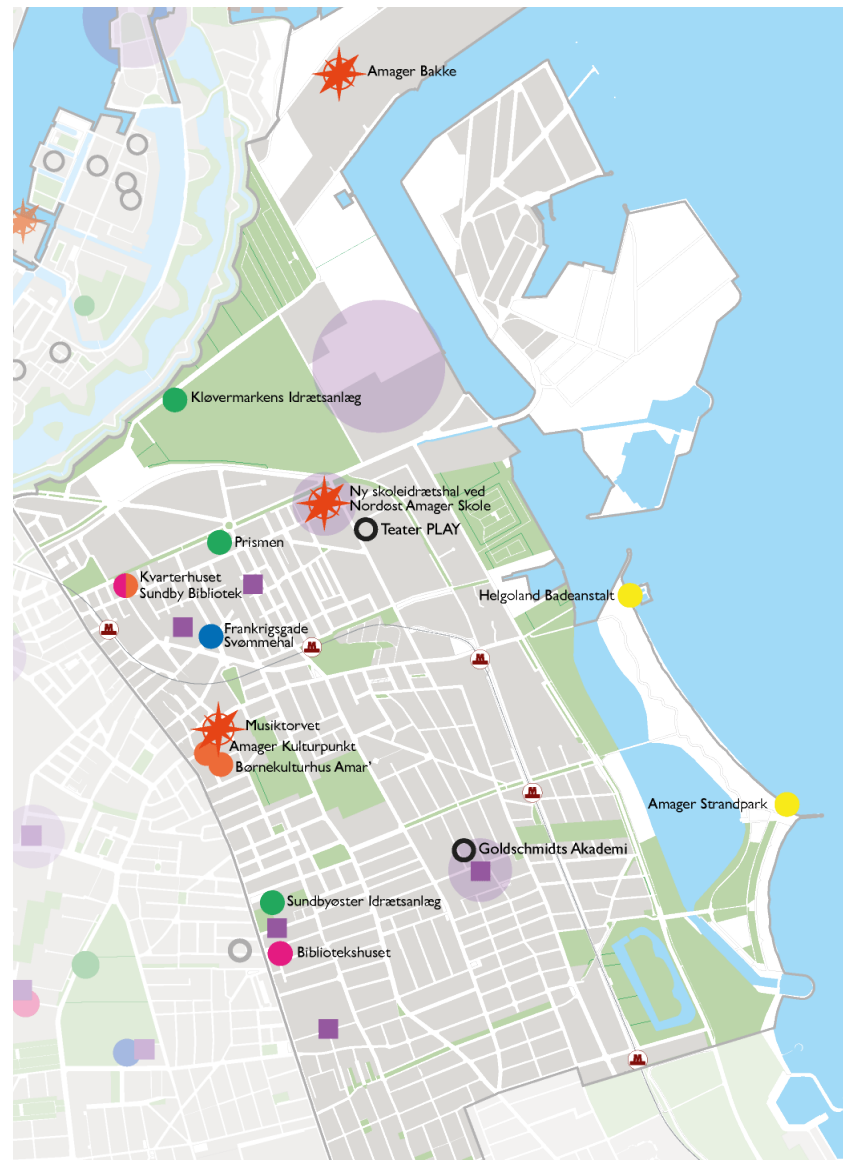 Amager Bakke
Kløvermarkens Idrætsanlæg
Ny skoleidrætshal ved
Nordøst Amager Skole
Teater PLAY
Prismen
Kvarterhuset
Sundby Bibliotek
Helgoland Badeanstalt
Frankrigsgade
Svømmehal
M
M
M
Musiktorvet
Amager Kulturpunkt
Børnekulturhus Amar'
M
Amager Strandpark
Goldschmidts Akademi
Sundbyøster Idrætsanlæg
Bibliotekshuset
M